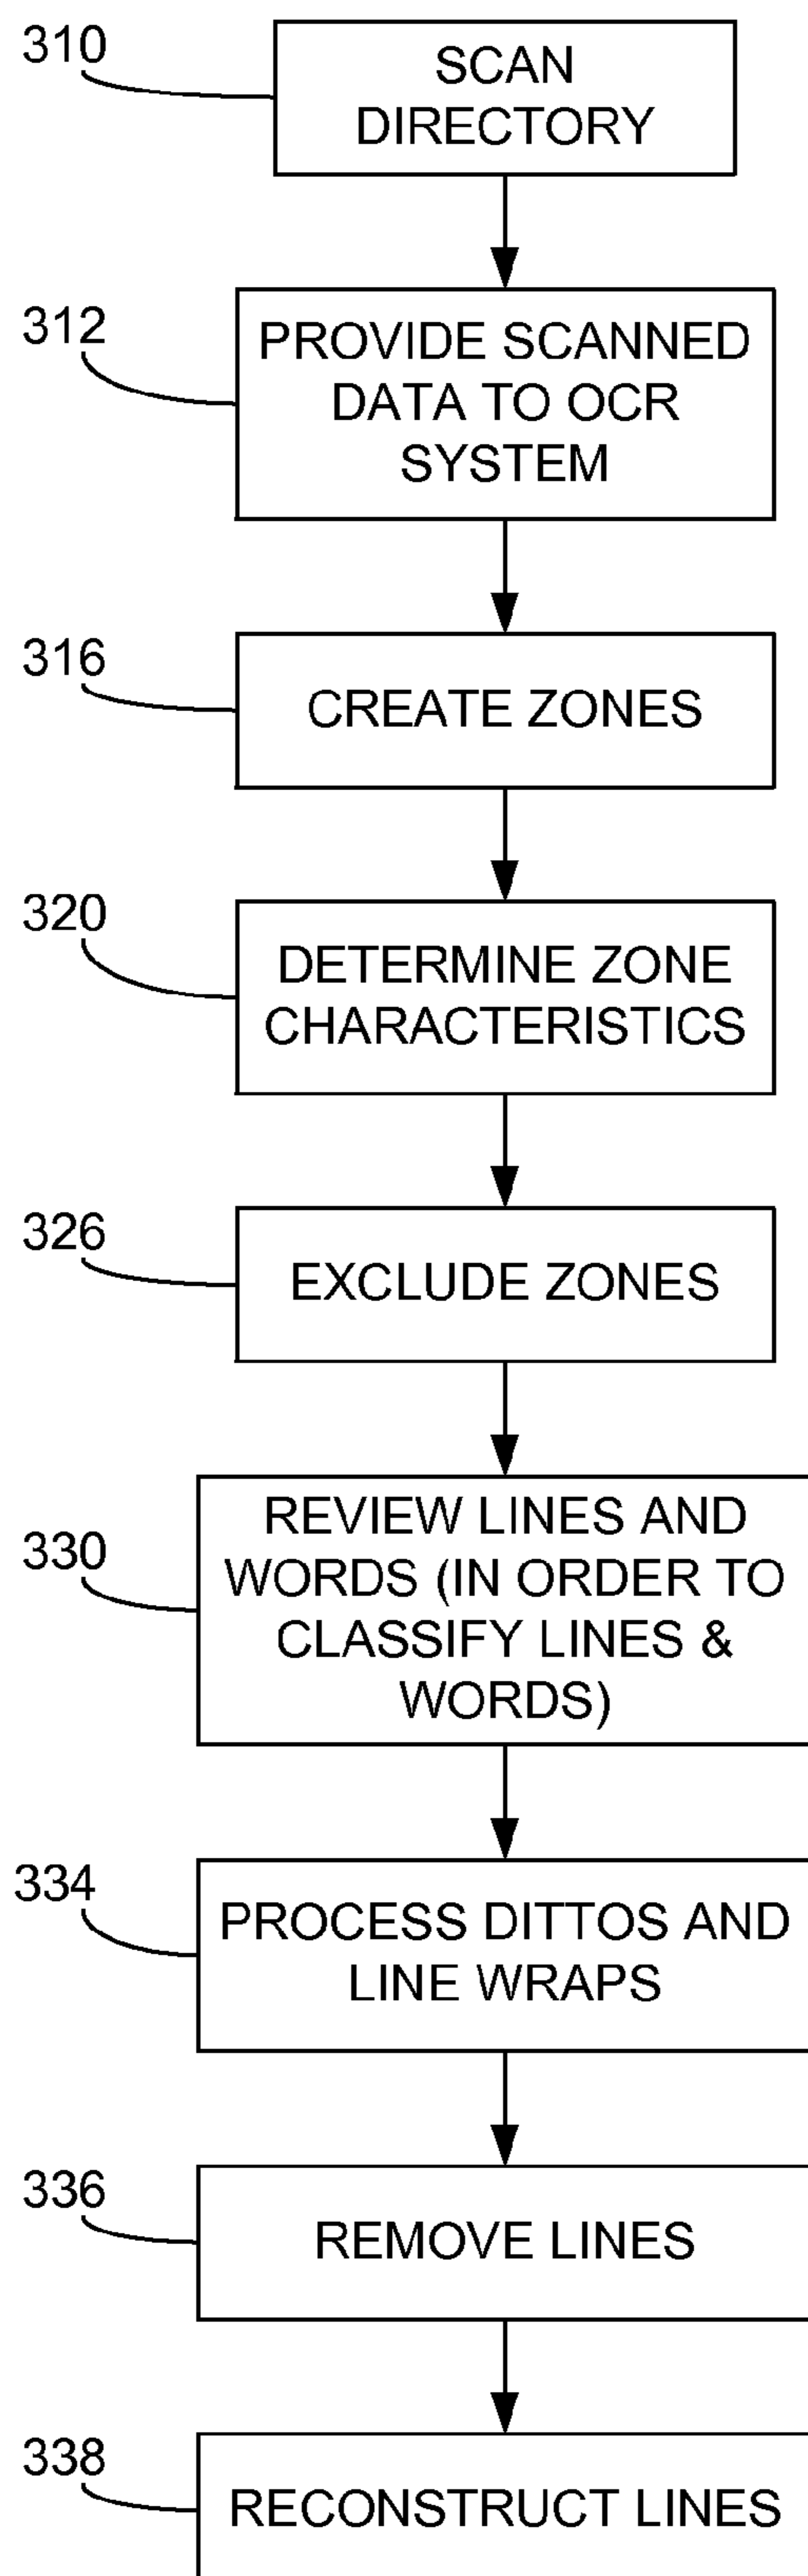 310
SCAN
DIRECTORY
312
PROVIDE SCANNED
DATA TO OCR
SYSTEM
316
CREATE ZONES
320
DETERMINE ZONE
CHARACTERISTICS
326
EXCLUDE ZONES
330
REVIEW LINES AND
WORDS (IN ORDER TO
CLASSIFY LINES &
WORDS)
334
PROCESS DITTOS AND
LINE WRAPS
336
REMOVE LINES
338
RECONSTRUCT LINES